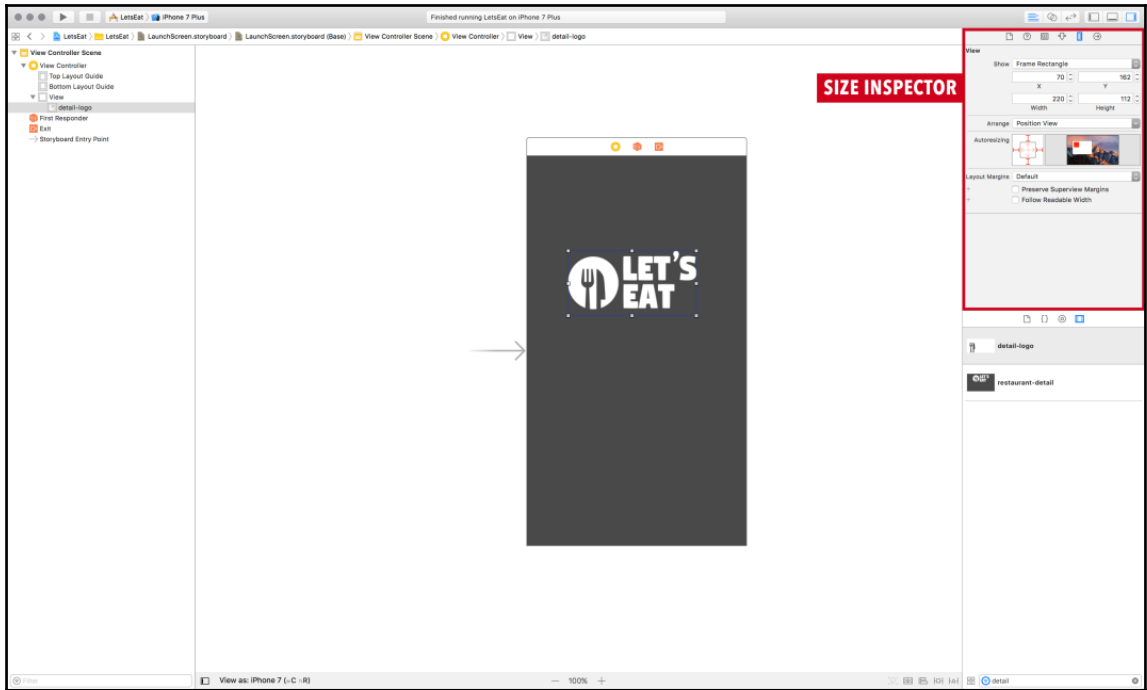 LetsEat 〉 iPhone 7 Plus
Finished running LetsEat on iPhone 7 Plus
LetsEat 〉 LetsEat 〉 LaunchScreen.storyboard 〉 LaunchScreen.storyboard (Base) 〉 View Controller Scene 〉 View Controller 〉 View 〉 detail-logo
View Controller Scene
View Controller
Top Layout Guide
Bottom Layout Guide
View
detail-logo
First Responder
Exit
Storyboard Entry Point
SIZE INSPECTOR
View
Show Frame Rectangle
70 162
X Y
220 112
Width Height
Arrange Position View
Autoresizing
Layout Margins Default
Preserve Superview Margins
Follow Readable Width
LET'S
EAT
detail-logo
restaurant-detail
Filter
View as: iPhone 7 (wC hR)
— 100% +
detail